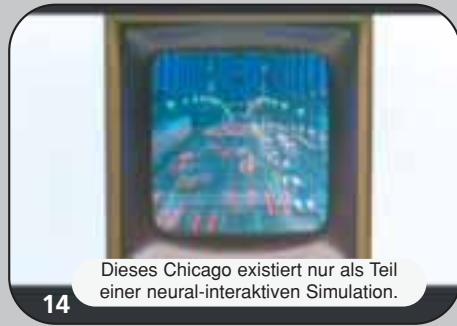 Dieses Chicago existiert nur als Teil
einer neural-interaktiven Simulation.
14